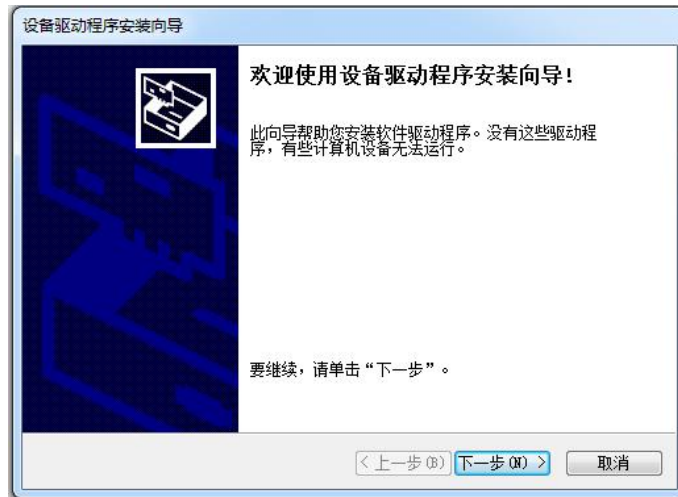 设备驱动程序安装向导
欢迎使用设备驱动程序安装向导!
此向导帮助您安装软件驱动程序。没有这些驱动程
序，有些计算机设备无法运行。
要继续，请单击“下一步”。
< 上一步(B) 下一步(N) > 取消